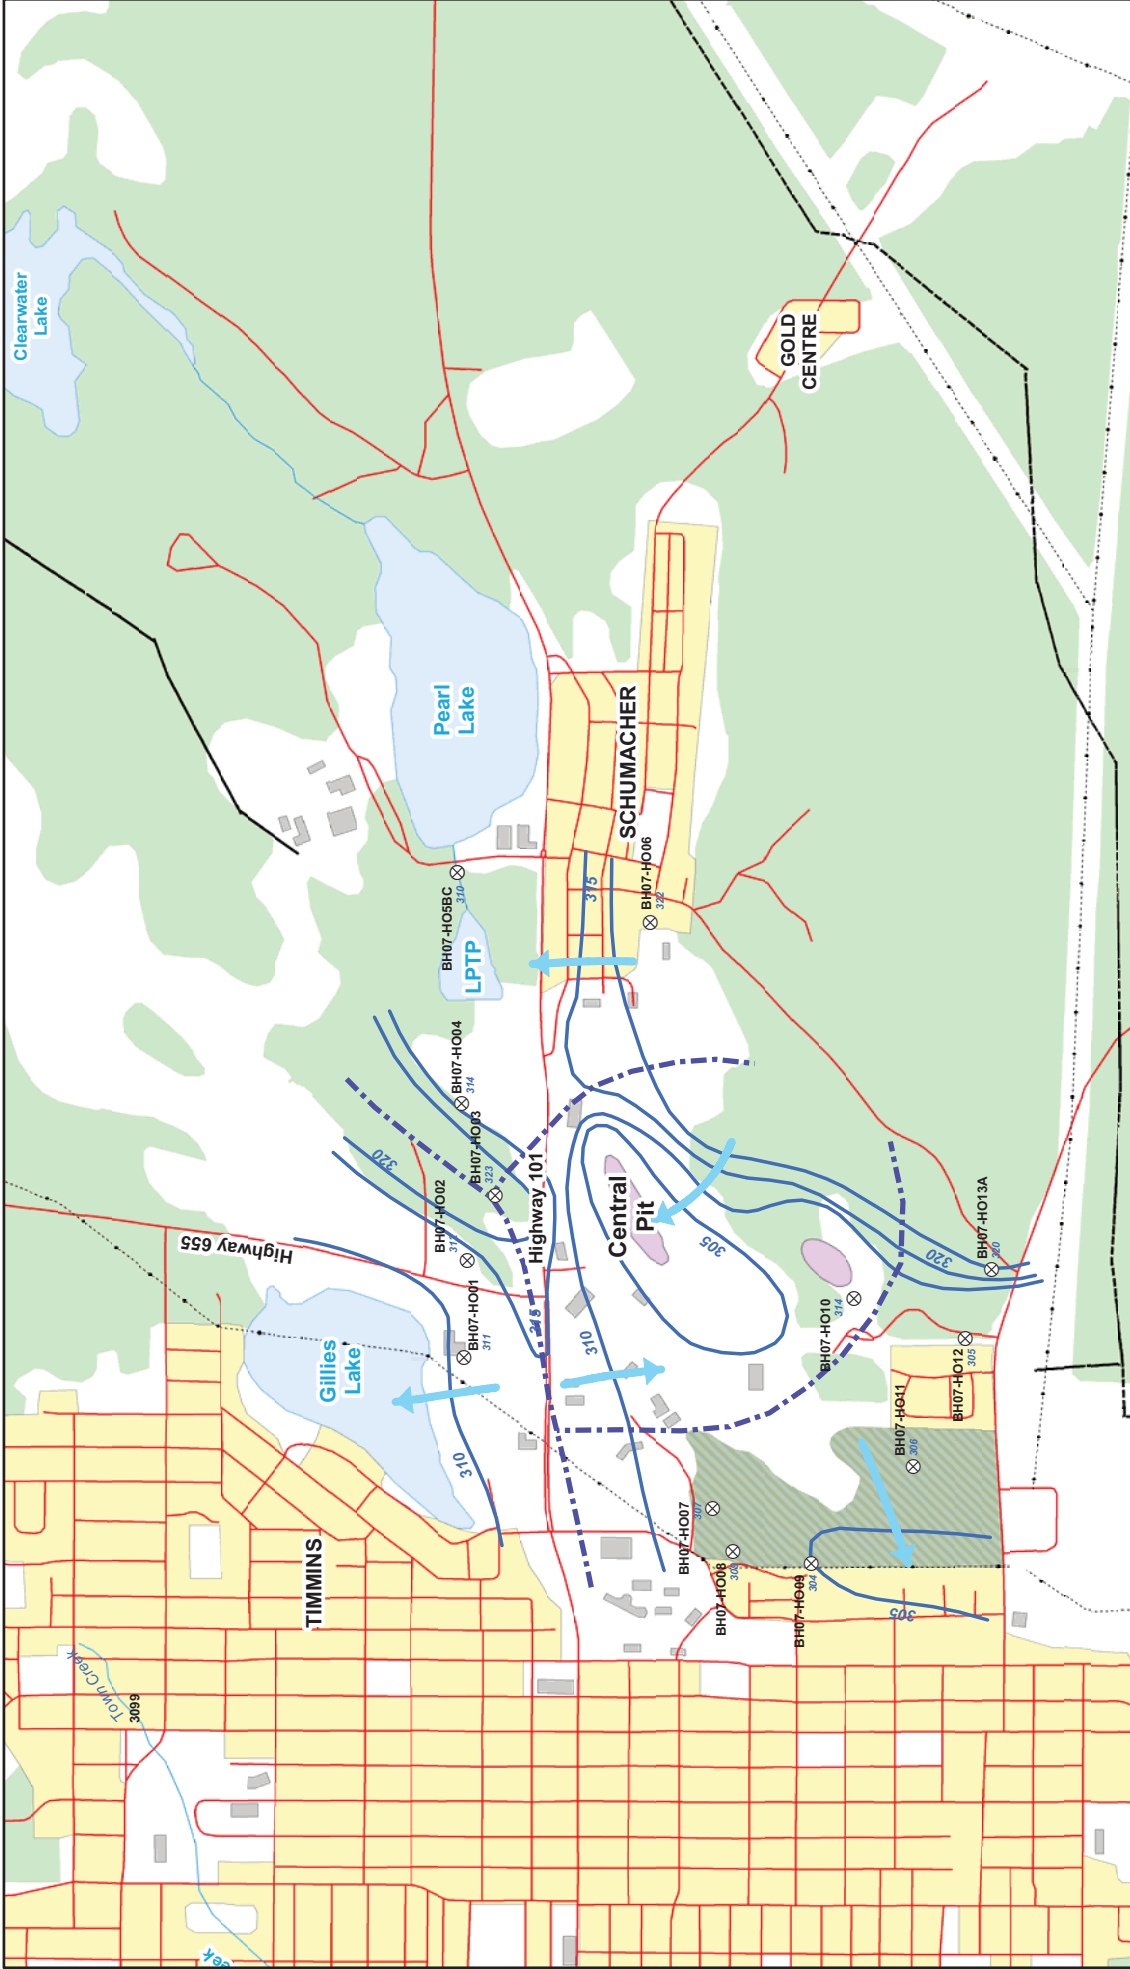 Clearwater
Lake
GOLD
CENTRE
Pearl
Lake
SCHUMACHER
BH07-HO06
322
315
BH07-HO5BC
310
LPTP
BH07-HO04
314
BH07-HO03
323
320
BH07-HO02
Highway 101
Highway 655
Central
Pit
305
BH07-HO13A
320
320
BH07-HO01
311
315
310
BH07-HO10
314
BH07-HO12
305
Gillies
Lake
BH07-HO11
306
310
BH07-HO07
307
BH07-HO08
BH07-HO09
304
305
TIMMINS
Town Creek
3099